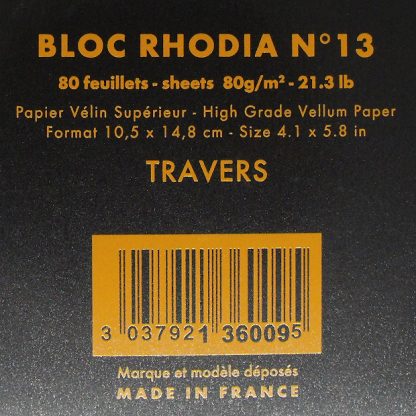 BLOC RHODIA N°13
80 feuillets - sheets 80g/m² - 21.3 lb
Papier Vélin Supérieur - High Grade Vellum Paper
Format 10,5 x 14,8 cm - Size 4.1 x 5.8 in
TRAVERS
3 037921 360095
Marque et modèle déposés
MADE IN FRANCE